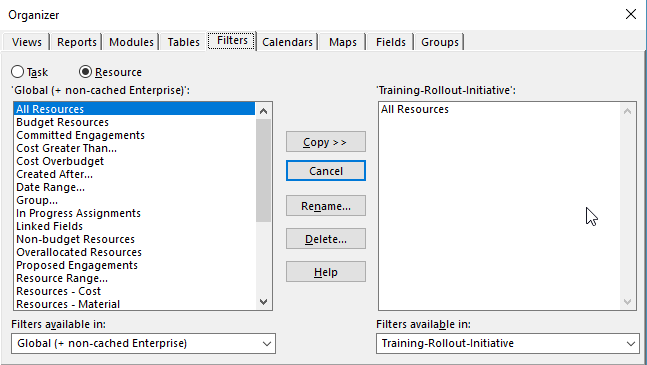 Organizer
Views Reports Modules Tables Filters Calendars Maps Fields Groups
Task Resource
'Global (+ non-cached Enterprise)':
All Resources
Budget Resources
Committed Engagements
Cost Greater Than...
Cost Overbudget
Created After...
Date Range...
Group...
In Progress Assignments
Linked Fields
Non-budget Resources
Overallocated Resources
Proposed Engagements
Resource Range...
Resources - Cost
Resources - Material
Copy >>
Cancel
Rename...
Delete...
Help
'Training-Rollout-Initiative':
All Resources
Filters available in:
Global (+ non-cached Enterprise)
Filters available in:
Training-Rollout-Initiative